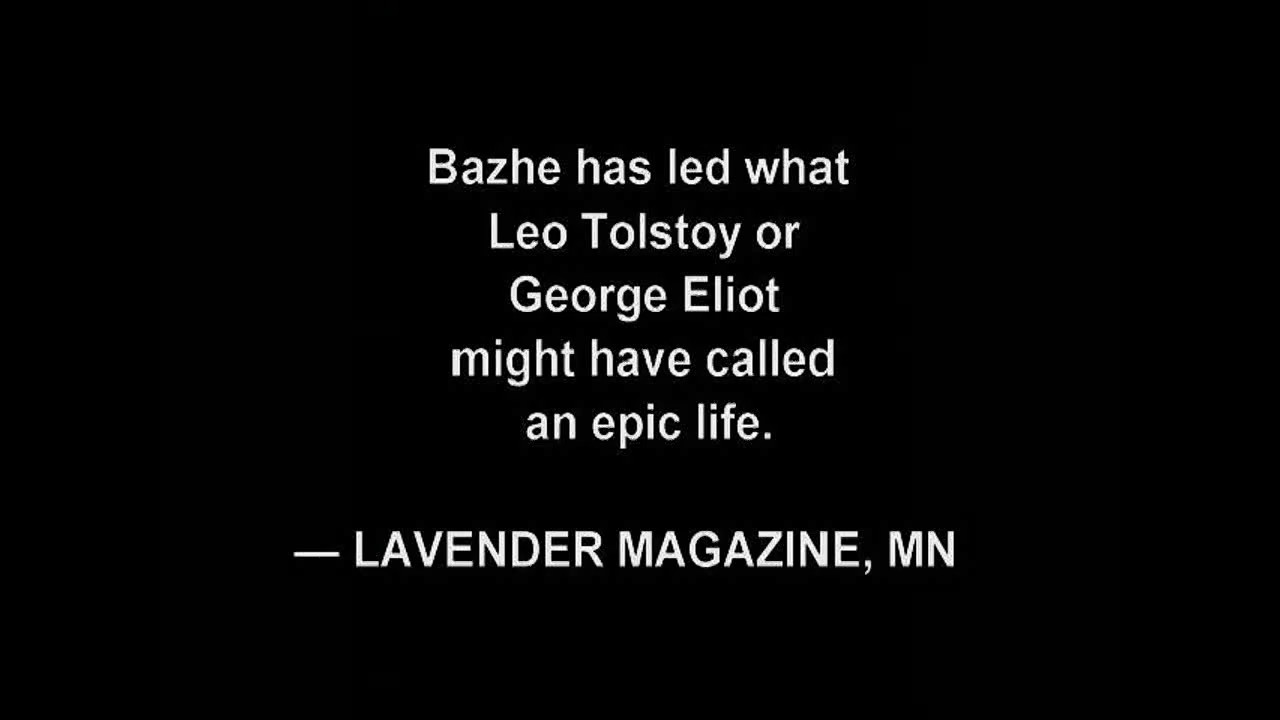 Bazhe has led what
Leo Tolstoy or
George Eliot
might have called
an epic life.
— LAVENDER MAGAZINE, MN